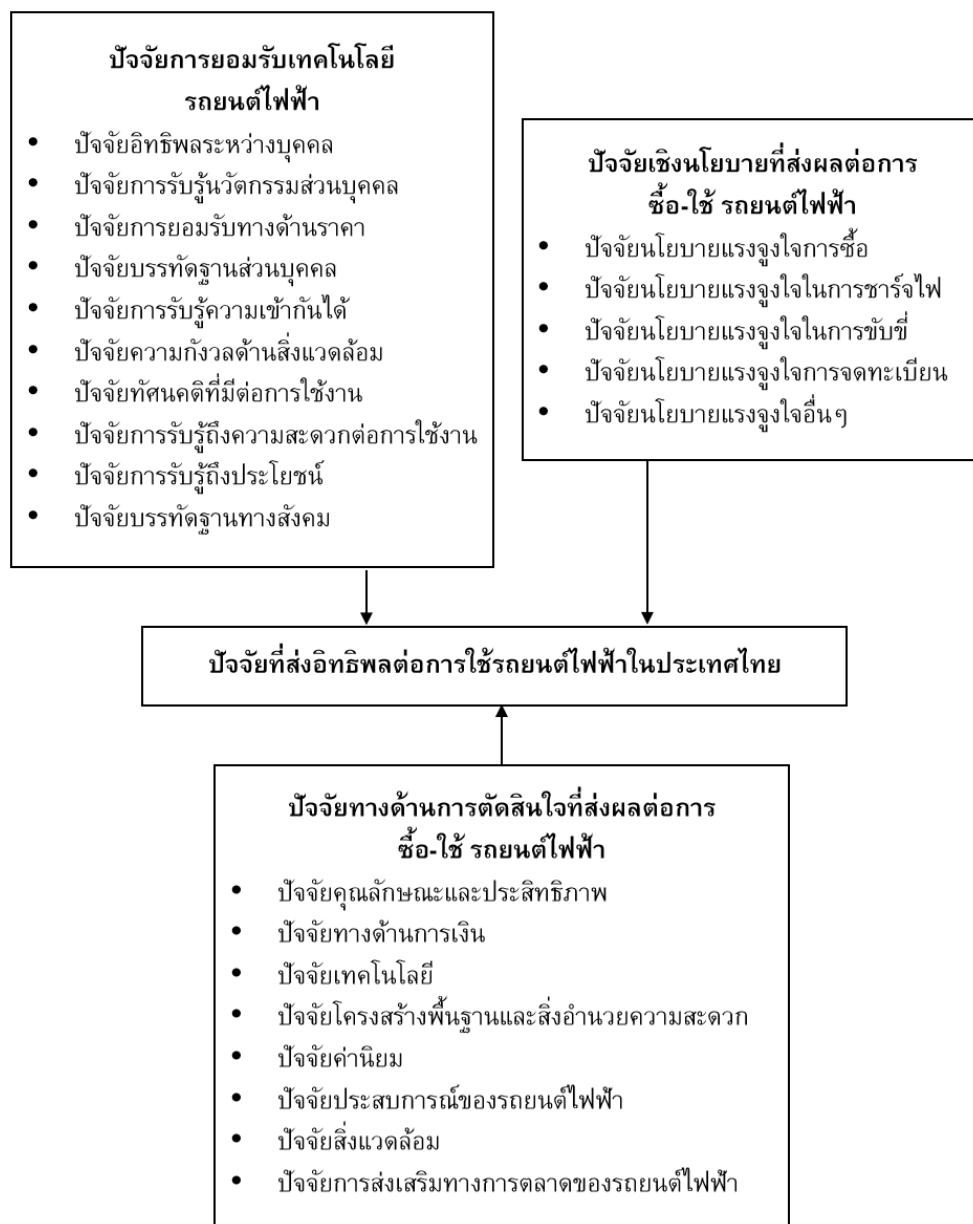 ปัจจัยการยอมรับเทคโนโลยี
รถยนต์ไฟฟ้า
• ปัจจัยอิทธิพลระหว่างบุคคล
• ปัจจัยการรับรู้นวัตกรรมส่วนบุคคล
• ปัจจัยการยอมรับทางด้านราคา
• ปัจจัยบรรทัดฐานส่วนบุคคล
• ปัจจัยการรับรู้ความเข้ากันได้
• ปัจจัยความกังวลด้านสิ่งแวดล้อม
• ปัจจัยทัศนคติที่มีต่อการใช้งาน
• ปัจจัยการรับรู้ถึงความสะดวกต่อการใช้งาน
• ปัจจัยการรับรู้ถึงประโยชน์
• ปัจจัยบรรทัดฐานทางสังคม
ปัจจัยเชิงนโยบายที่ส่งผลต่อการ
ซื้อ-ใช้ รถยนต์ไฟฟ้า
• ปัจจัยนโยบายแรงจูงใจการซื้อ
• ปัจจัยนโยบายแรงจูงใจในการชาร์จไฟ
• ปัจจัยนโยบายแรงจูงใจในการขับขี่
• ปัจจัยนโยบายแรงจูงใจการจดทะเบียน
• ปัจจัยนโยบายแรงจูงใจอื่นๆ
ปัจจัยที่ส่งอิทธิพลต่อการใช้รถยนต์ไฟฟ้าในประเทศไทย
ปัจจัยทางด้านการตัดสินใจที่ส่งผลต่อการ
ซื้อ-ใช้ รถยนต์ไฟฟ้า
• ปัจจัยคุณลักษณะและประสิทธิภาพ
• ปัจจัยทางด้านการเงิน
• ปัจจัยเทคโนโลยี
• ปัจจัยโครงสร้างพื้นฐานและสิ่งอำนวยความสะดวก
• ปัจจัยค่านิยม
• ปัจจัยประสบการณ์ของรถยนต์ไฟฟ้า
• ปัจจัยสิ่งแวดล้อม
• ปัจจัยการส่งเสริมทางการตลาดของรถยนต์ไฟฟ้า